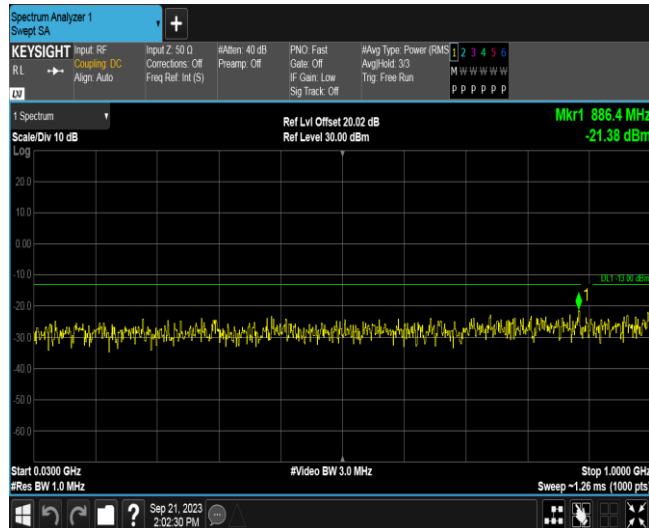 Spectrum Analyzer 1
Swept SA
+
KEYSIGHT
RL
LXI
Input: RF
Coupling: DC
Align: Auto
Input Z: 50 Ω
Corrections: Off
Freq Ref: Int (S)
#Atten: 40 dB
Preamp: Off
PNO: Fast
Gate: Off
IF Gain: Low
Sig Track: Off
#Avg Type: Power (RMS
Avg|Hold: 3/3
Trig: Free Run
1 2 3 4 5 6
M W W W W W
P P P P P P
1 Spectrum
Scale/Div 10 dB
Ref Lvl Offset 20.02 dB
Ref Level 30.00 dBm
Mkr1 886.4 MHz
-21.38 dBm
Log
20.0
10.0
0.00
-10.0
DL1 -13.00 dBm
1
-20.0
-30.0
-40.0
-50.0
-60.0
Start 0.0300 GHz
#Video BW 3.0 MHz
Stop 1.0000 GHz
#Res BW 1.0 MHz
Sweep ~1.26 ms (1000 pts)
?
Sep 21, 2023
2:02:30 PM